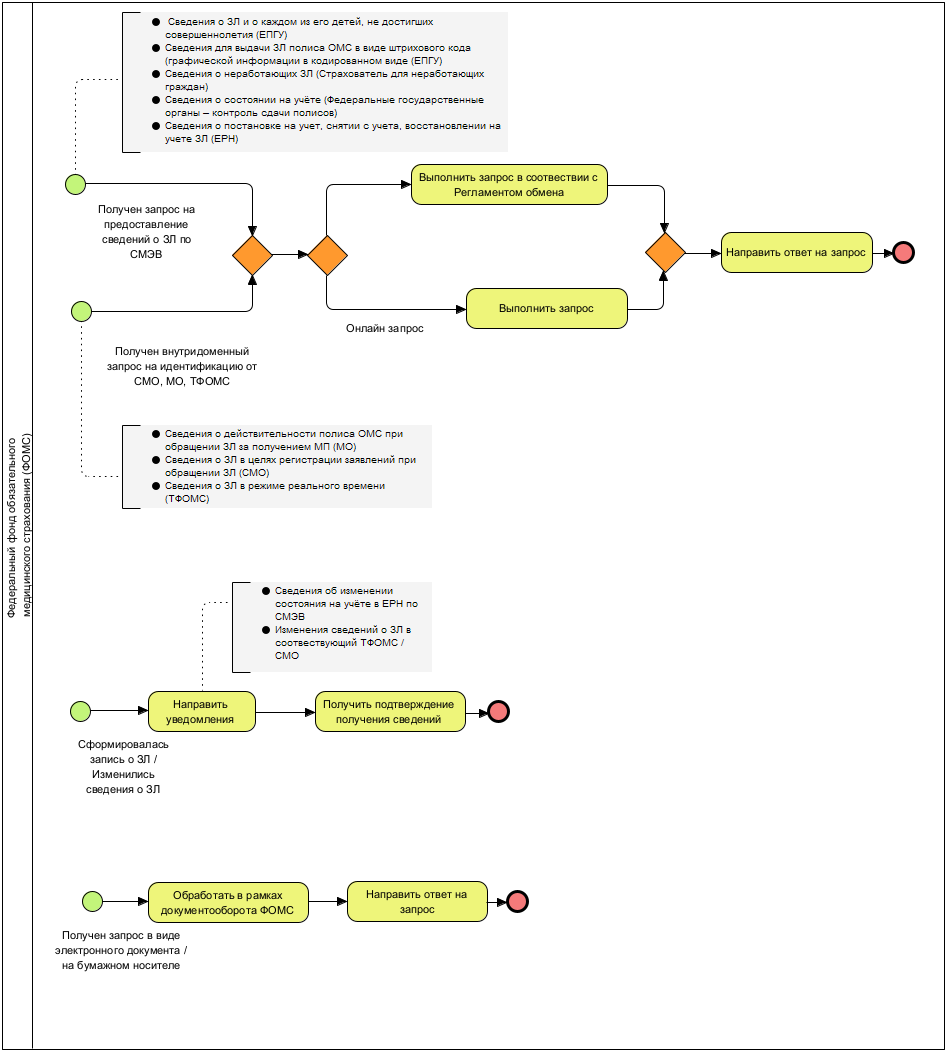 Федеральный фонд обязательного
медицинского страхования (ФОМС)
● Сведения о ЗЛ и о каждом из его детей, не достигших
совершеннолетия (ЕПГУ)
● Сведения для выдачи ЗЛ полиса ОМС в виде штрихового кода
(графической информации в кодированном виде (ЕПГУ)
● Сведения о неработающих ЗЛ (Страхователь для неработающих
граждан)
● Сведения о состоянии на учёте (Федеральные государственные
органы – контроль сдачи полисов)
● Сведения о постановке на учет, снятии с учета, восстановлении на
учете ЗЛ (ЕРН)
Получен запрос на
предоставление
сведений о ЗЛ по
СМЭВ
Выполнить запрос в соотвествии с
Регламентом обмена
Направить ответ на запрос
Выполнить запрос
Онлайн запрос
Получен внутридоменный
запрос на идентификацию от
СМО, МО, ТФОМС
● Сведения о действительности полиса ОМС при
обращении ЗЛ за получением МП (МО)
● Сведения о ЗЛ в целях регистрации заявлений при
обращении ЗЛ (СМО)
● Сведения о ЗЛ в режиме реального времени
(ТФОМС)
● Сведения об изменении
состояния на учёте в ЕРН по
СМЭВ
● Изменения сведений о ЗЛ в
соотвествующий ТФОМС /
СМО
Направить
уведомления
Получить подтверждение
получения сведений
Сформировалась
запись о ЗЛ /
Изменились
сведения о ЗЛ
Обработать в рамках
документооборота ФОМС
Направить ответ на
запрос
Получен запрос в виде
электронного документа /
на бумажном носителе